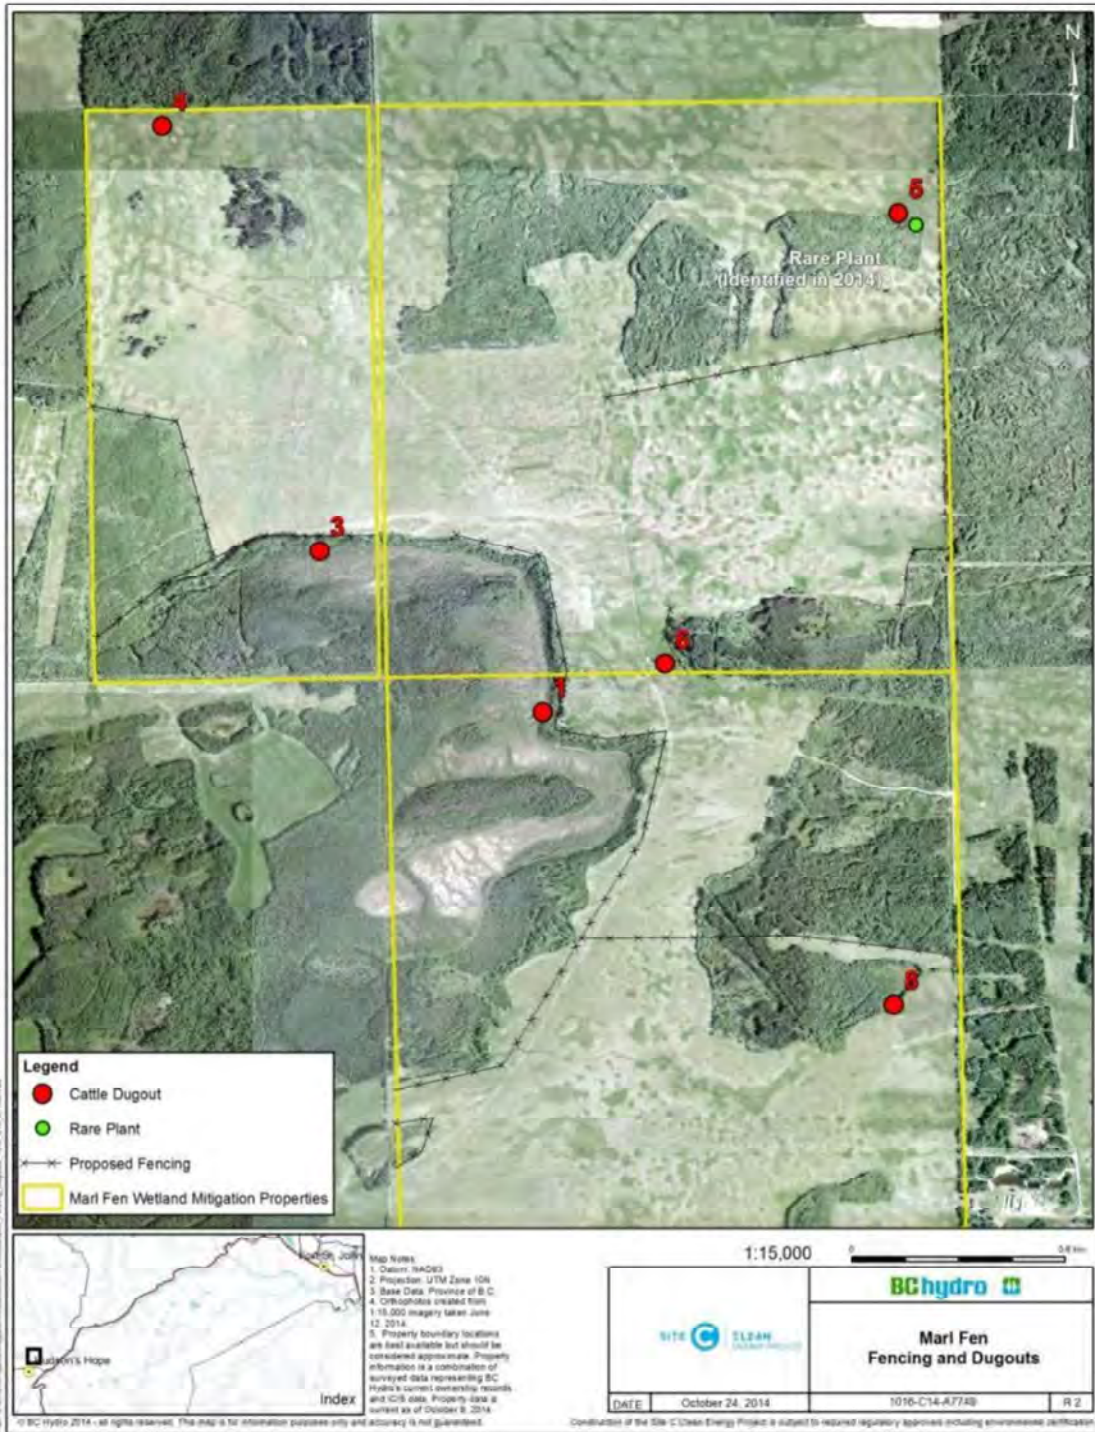 N
4
5
Rare Plant
(Identified in 2014)
3
1
Legend
Cattle Dugout
Rare Plant
Proposed Fencing
Marl Fen Wetland Mitigation Properties
Hudson's Hope
Index
Map Notes
1. Datum: NAD83
2. Projection: UTM Zone 10N
3. Base Data: Province of B.C.
4. Orthophotos created from
imagery taken June
12, 2014.
5. Property boundary locations
are best available but should be
considered approximate. Property
information is a combination of
surveyed data representing BC
Hydro's current ownership records
and ICIS data. Property data is
current as of October 8, 2014
1:15,000
0
SITE C CLEAN
ENERGY PROJECT
BC hydro
Marl Fen
Fencing and Dugouts
DATE October 24, 2014 1016-C14-A7749 R 2
© BC Hydro 2014 - all rights reserved. This map is for information purposes only and accuracy is not guaranteed.
Construction of the Site C Clean Energy Project is subject to required regulatory approvals including environmental certification